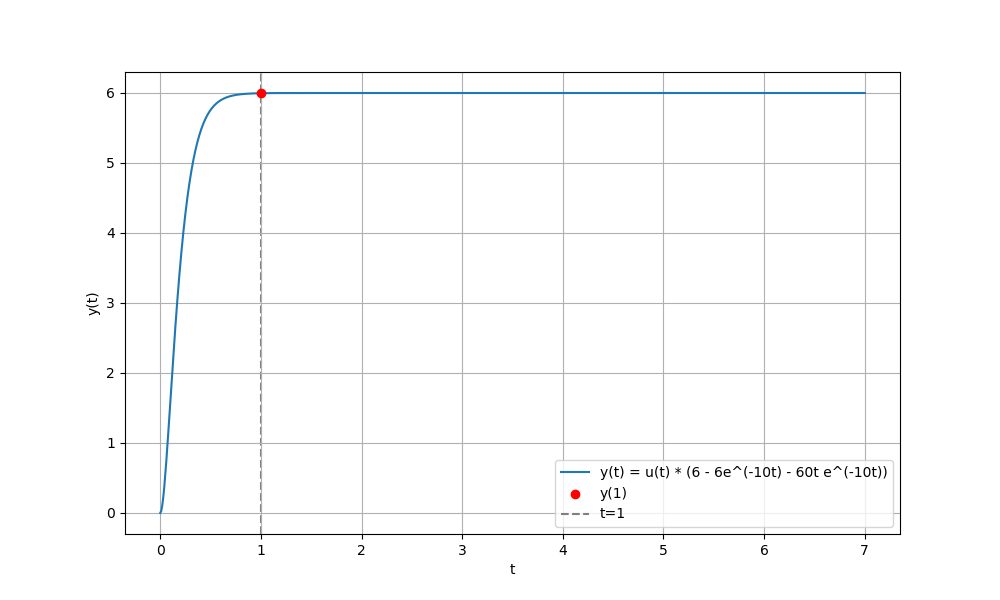 6
5
4
3
2
1
0
y(t)
y(t) = u(t) * (6 - 6e^(-10t) - 60t e^(-10t))
y(1)
t=1
0 1 2 3 4 5 6 7
t